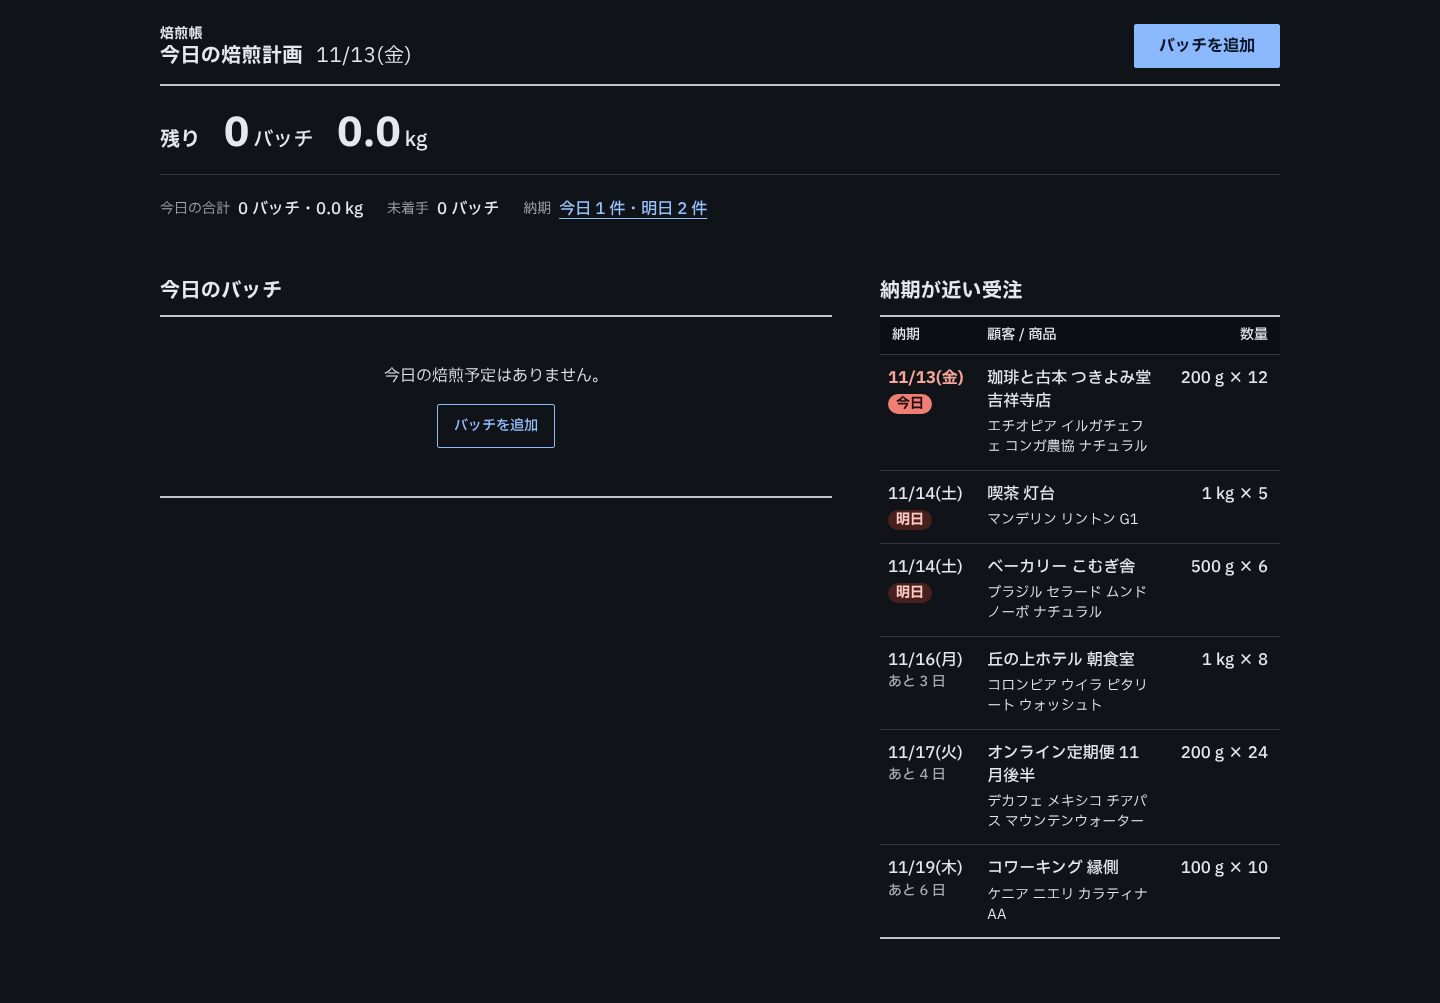 焙煎帳
今日の焙煎計画 11/13(金)
バッチを追加
残り 0 バッチ 0.0 kg
今日の合計 0 バッチ・0.0 kg 未着手 0 バッチ 納期 今日 1 件・明日 2 件
今日のバッチ
今日の焙煎予定はありません。
バッチを追加
納期が近い受注
納期 顧客 / 商品 数量
11/13(金) 珈琲と古本 つきよみ堂 200 g × 12
今日 吉祥寺店
エチオピア イルガチェフ
ェ コンガ農協 ナチュラル
11/14(土) 喫茶 灯台 1 kg × 5
明日 マンデリン リントン G1
11/14(土) ベーカリー こむぎ舎 500 g × 6
明日 ブラジル セラード ムンド
ノーボ ナチュラル
11/16(月) 丘の上ホテル 朝食室 1 kg × 8
あと 3 日 コロンビア ウイラ ピタリ
ート ウォッシュト
11/17(火) オンライン定期便 11 200 g × 24
あと 4 日 月後半
デカフェ メキシコ チアパ
ス マウンテンウォーター
11/19(木) コワーキング 縁側 100 g × 10
あと 6 日 ケニア ニエリ カラティナ
AA